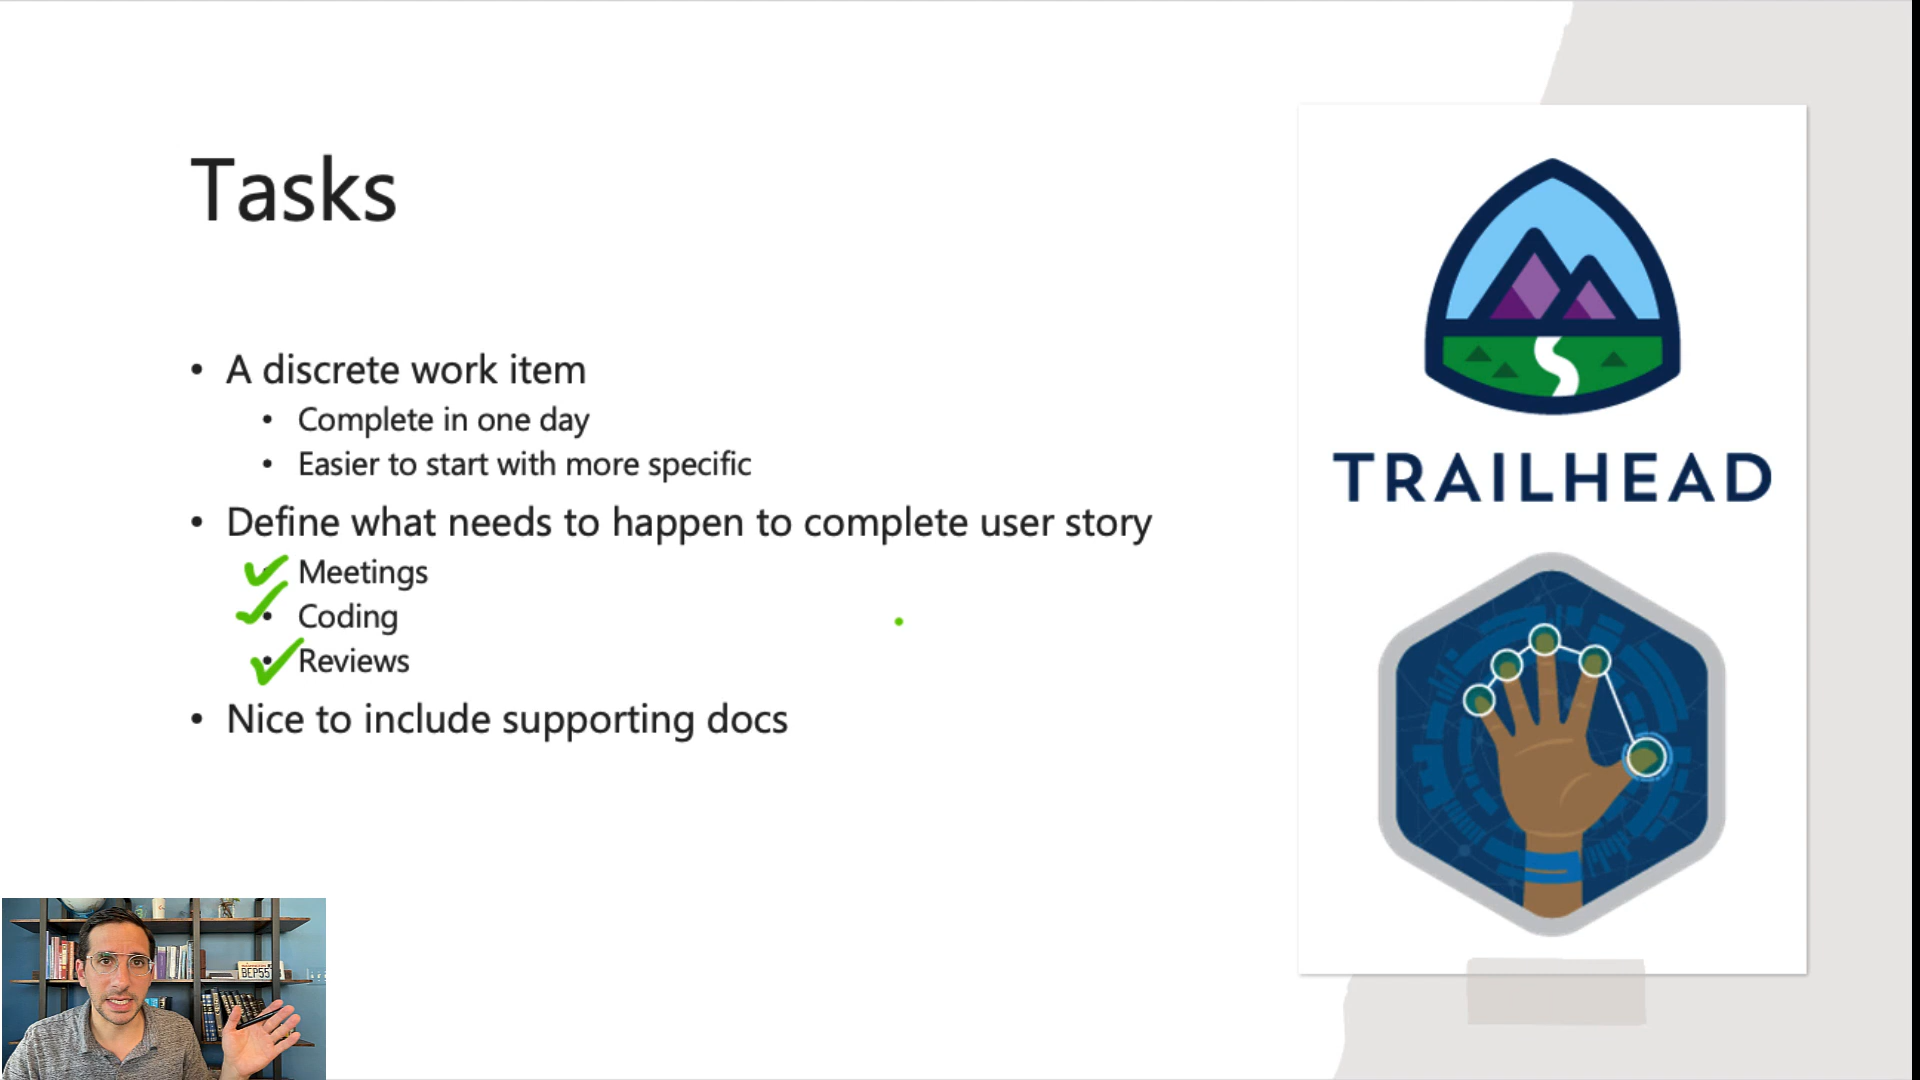 Tasks
• A discrete work item
• Complete in one day
• Easier to start with more specific
• Define what needs to happen to complete user story
Meetings
• Coding
• Reviews
• Nice to include supporting docs
TRAILHEAD
BEP55